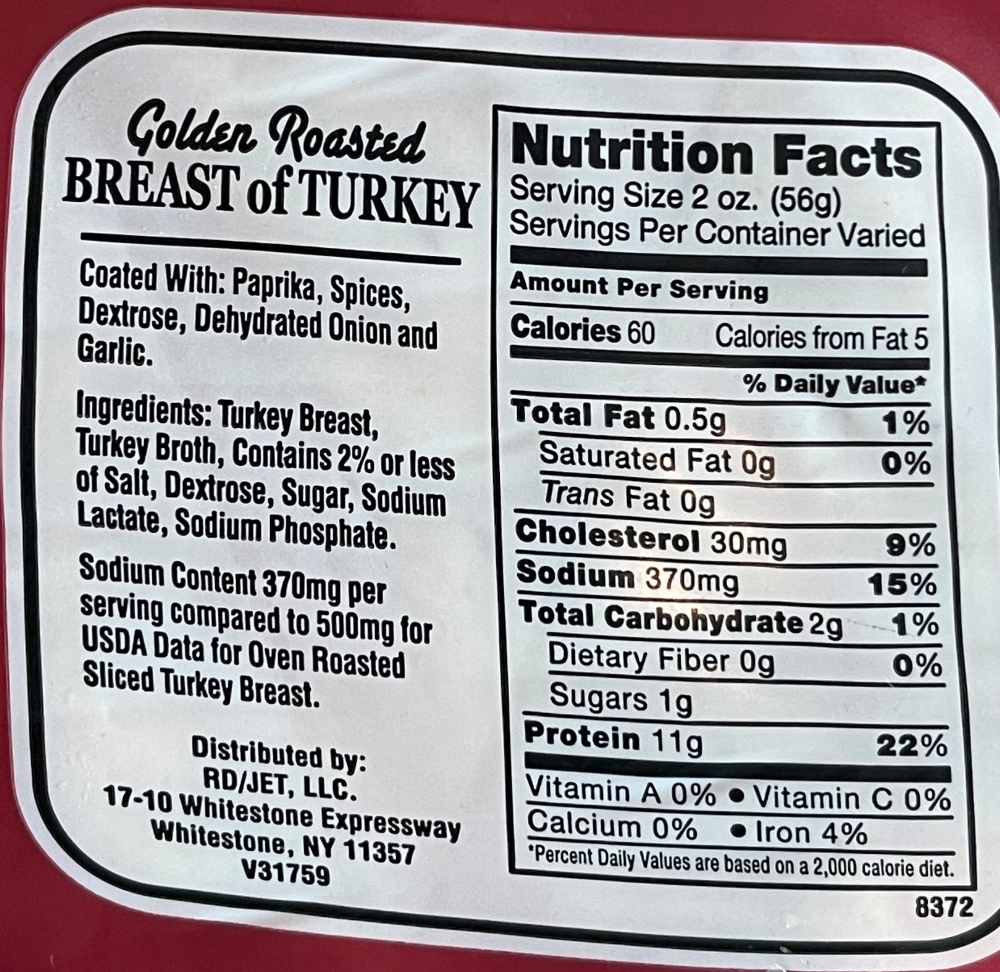 Golden Roasted
BREAST of TURKEY
Coated With: Paprika, Spices,
Dextrose, Dehydrated Onion and
Garlic.
Ingredients: Turkey Breast,
Turkey Broth, Contains 2% or less
of Salt, Dextrose, Sugar, Sodium
Lactate, Sodium Phosphate.
Sodium Content 370mg per
serving compared to 500mg for
USDA Data for Oven Roasted
Sliced Turkey Breast.
Distributed by:
RD/JET, LLC.
17-10 Whitestone Expressway
Whitestone, NY 11357
V31759
Nutrition Facts
Serving Size 2 oz. (56g)
Servings Per Container Varied
Amount Per Serving
Calories 60 Calories from Fat 5
% Daily Value*
Total Fat 0.5g 1%
Saturated Fat 0g 0%
Trans Fat 0g
Cholesterol 30mg 9%
Sodium 370mg 15%
Total Carbohydrate 2g 1%
Dietary Fiber 0g 0%
Sugars 1g
Protein 11g 22%
Vitamin A 0% • Vitamin C 0%
Calcium 0% • Iron 4%
*Percent Daily Values are based on a 2,000 calorie diet.
8372